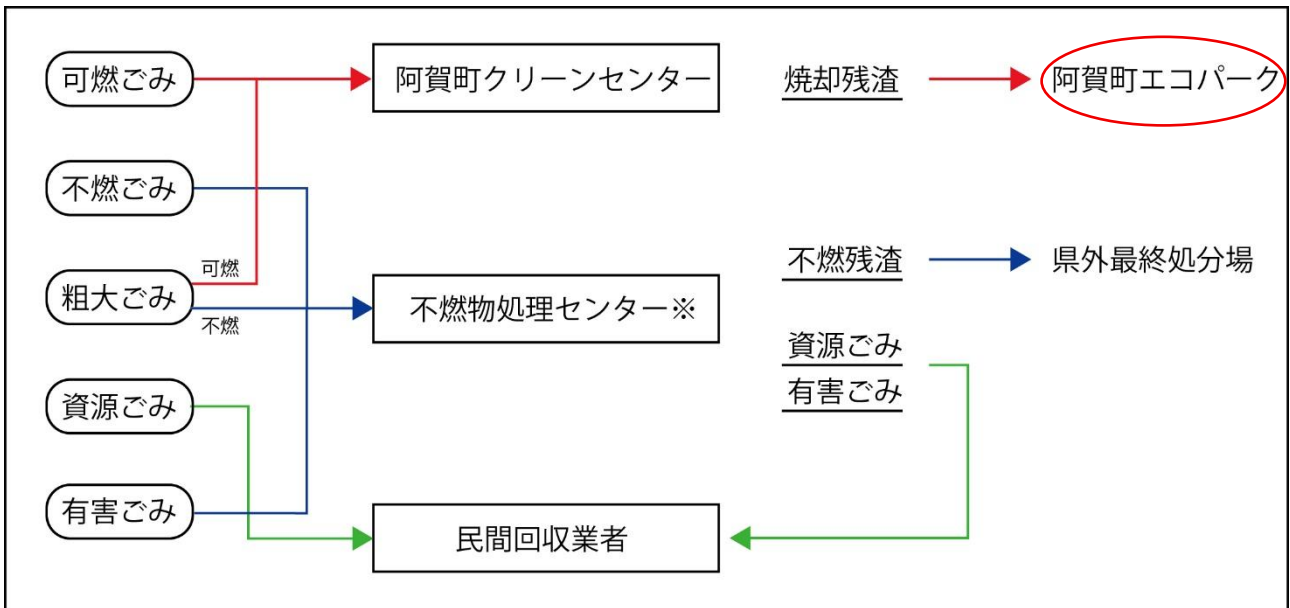 可燃ごみ
阿賀町クリーンセンター
焼却残渣
阿賀町エコパーク
不燃ごみ
粗大ごみ
可燃
不燃
不燃物処理センター※
不燃残渣
県外最終処分場
資源ごみ
有害ごみ
資源ごみ
有害ごみ
民間回収業者